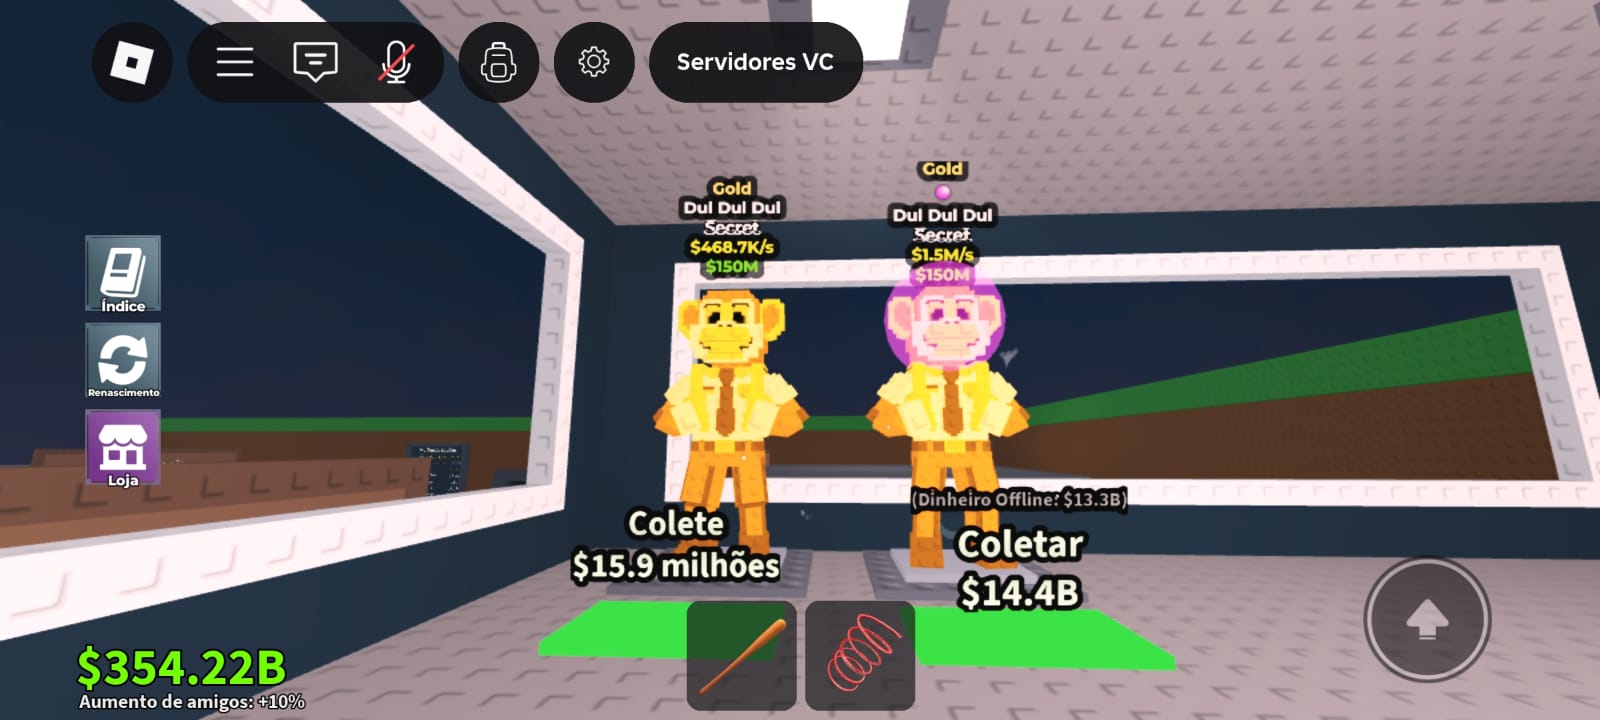 Servidores VC
Gold
Dul Dul Dul
Secret
$468.7K/s
$150M
Gold
Dul Dul Dul
Secret
$1.5M/s
$150M
Índice
Renascimento
Loja
(Dinheiro Offline: $13.3B)
Colete
$15.9 milhões
Coletar
$14.4B
$354.22B
Aumento de amigos: +10%